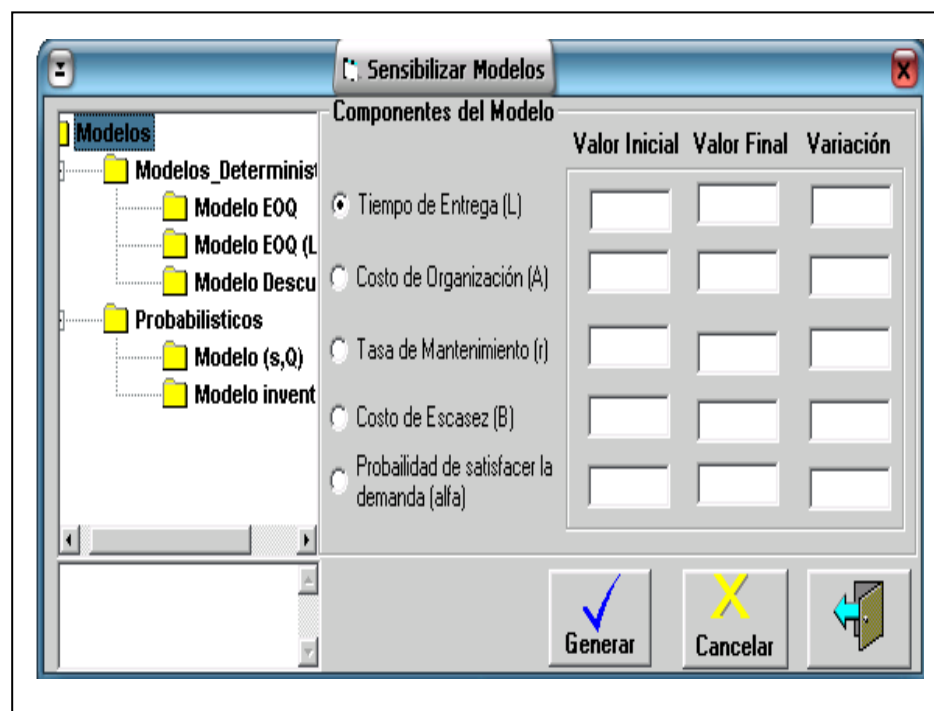 Sensibilizar Modelos
Modelos
Modelos_Determinist
Modelo EOQ
Modelo EOQ (L
Modelo Descu
Probabilisticos
Modelo (s,Q)
Modelo invent
Componentes del Modelo
Valor Inicial Valor Final Variación
Tiempo de Entrega (L)
Costo de Organización (A)
Tasa de Mantenimiento (r)
Costo de Escasez (B)
Probailidad de satisfacer la
demanda (alfa)
Generar
Cancelar